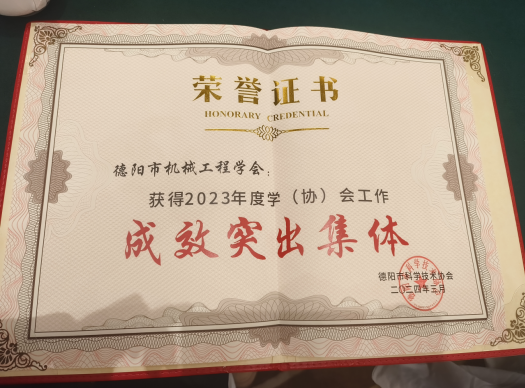 荣誉证书
HONORARY CREDENTIAL
德阳市机械工程学会：
获得2023年度学（协）会工作
成效突出集体
德阳市科学技术协会
二〇二四年三月